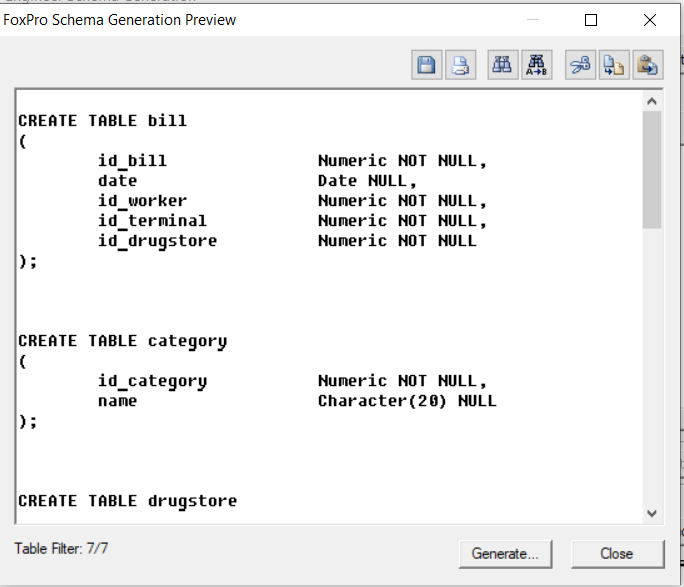 FoxPro Schema Generation Preview
A→B
CREATE TABLE bill
(
id_bill Numeric NOT NULL,
date Date NULL,
id_worker Numeric NOT NULL,
id_terminal Numeric NOT NULL,
id_drugstore Numeric NOT NULL
);
CREATE TABLE category
(
id_category Numeric NOT NULL,
name Character(20) NULL
);
CREATE TABLE drugstore
Table Filter: 7/7
Generate...
Close